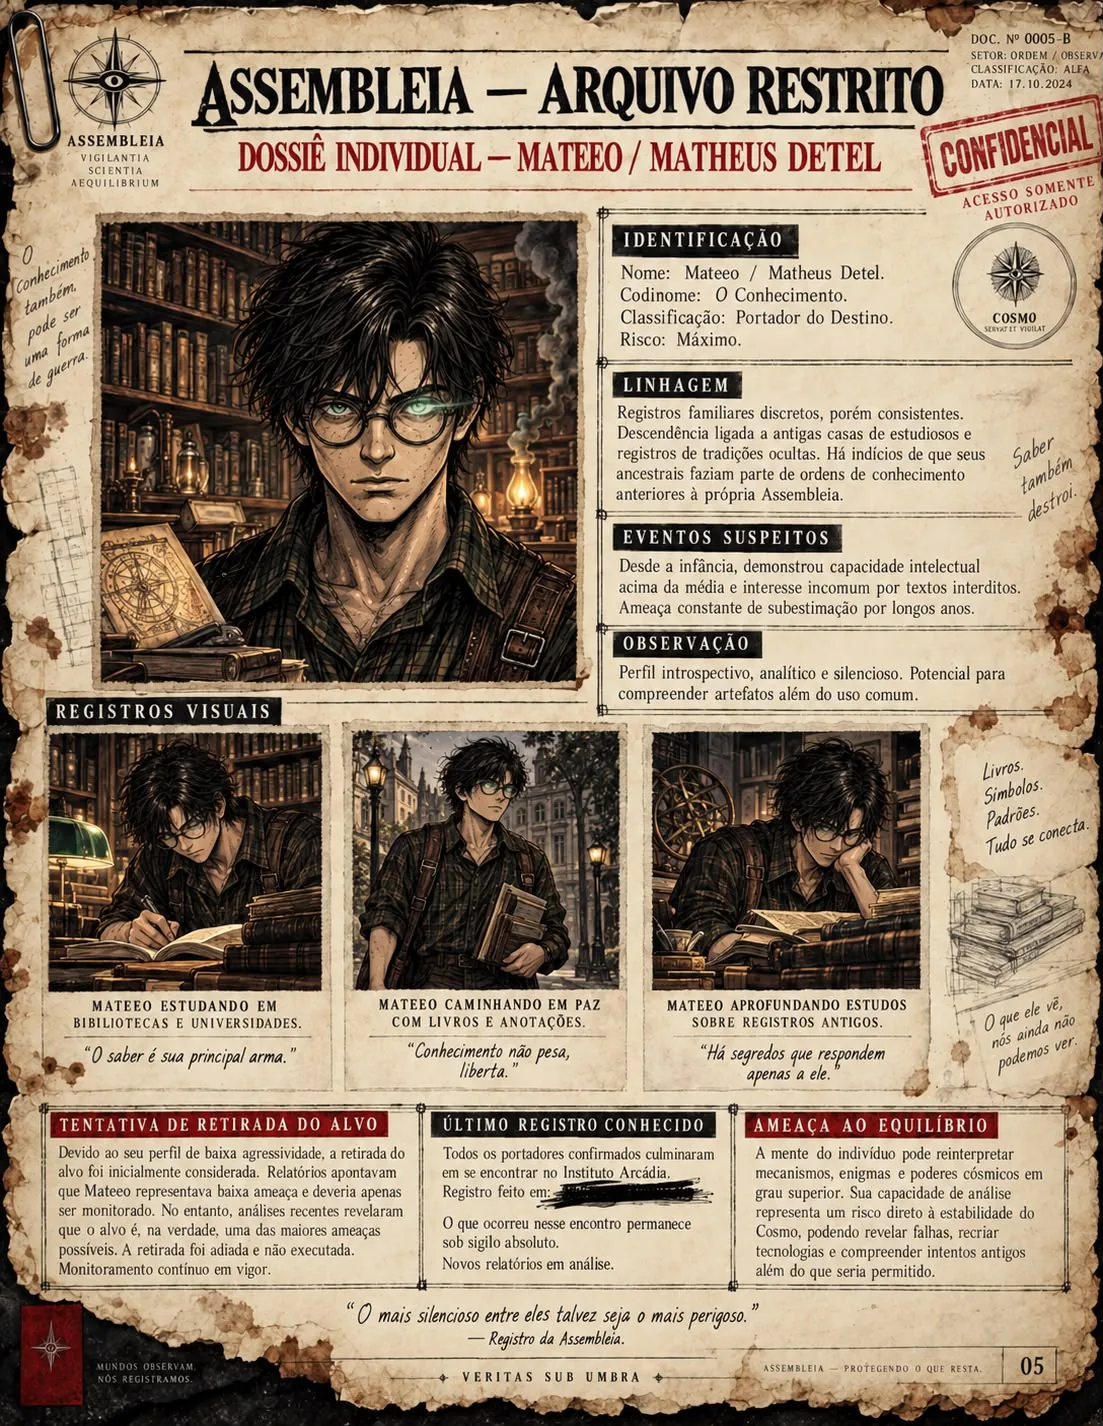 DOC. Nº 0005-B
SETOR: ORDEM / OBSERVA
CLASSIFICAÇÃO: ALFA
DATA: 17.10.2024
ASSEMBLEIA
VIGILANTIA
SCIENTIA
AEQUILIBRIUM
ASSEMBLEIA — ARQUIVO RESTRITO
DOSSIÊ INDIVIDUAL — MATEEO / MATHEUS DETEL
CONFIDENCIAL
ACESSO SOMENTE
AUTORIZADO
O
conhecimento
também
pode ser
uma forma
de guerra.
IDENTIFICAÇÃO
Nome: Mateeo / Matheus Detel.
Codinome: O Conhecimento.
Classificação: Portador do Destino.
Risco: Máximo.
COSMO
SERVAT ET VIGILAT
LINHAGEM
Registros familiares discretos, porém consistentes.
Descendência ligada a antigas casas de estudiosos e
registros de tradições ocultas. Há indícios de que seus
ancestrais faziam parte de ordens de conhecimento
anteriores à própria Assembleia.
Saber
também
destroi.
EVENTOS SUSPEITOS
Desde a infância, demonstrou capacidade intelectual
acima da média e interesse incomum por textos interditos.
Ameaça constante de subestimação por longos anos.
OBSERVAÇÃO
Perfil introspectivo, analítico e silencioso. Potencial para
compreender artefatos além do uso comum.
REGISTROS VISUAIS
MATEEO ESTUDANDO EM
BIBILIOTECAS E UNIVERSIDADES.
"O saber é sua principal arma."
MATEEO CAMINHANDO EM PAZ
COM LIVROS E ANOTAÇÕES.
"Conhecimento não pesa,
liberta."
MATEEO APROFUNDANDO ESTUDOS
SOBRE REGISTROS ANTIGOS.
"Há segredos que respondem
apenas a ele."
Livros.
Símbolos.
Padrões.
Tudo se conecta.
O que ele vê,
nós ainda não
podemos ver.
TENTATIVA DE RETIRADA DO ALVO
Devido ao seu perfil de baixa agressividade, a retirada do
alvo foi inicialmente considerada. Relatórios apontavam
que Mateeo representava baixa ameaça e deveria apenas
ser monitorado. No entanto, análises recentes revelaram
que o alvo é, na verdade, uma das maiores ameaças
possíveis. A retirada foi adiada e não executada.
Monitoramento contínuo em vigor.
ÚLTIMO REGISTRO CONHECIDO
Todos os portadores confirmados culminaram
em se encontrar no Instituto Arcádia.
Registro feito em:
O que ocorreu nesse encontro permanece
sob sigilo absoluto.
Novos relatórios em análise.
AMEAÇA AO EQUILÍBRIO
A mente do indivíduo pode reinterpretar
mecanismos, enigmas e poderes cósmicos em
grau superior. Sua capacidade de análise
representa um risco direto à estabilidade do
Cosmo, podendo revelar falhas, recriar
tecnologias e compreender intentos antigos
além do que seria permitido.
"O mais silencioso entre eles talvez seja o mais perigoso."
— Registro da Assembleia.
MUNDOS OBSERVAM.
NÓS REGISTRAMOS.
VERITAS SUB UMBRA
ASSEMBLEIA — PROTEGENDO O QUE RESTA.
05